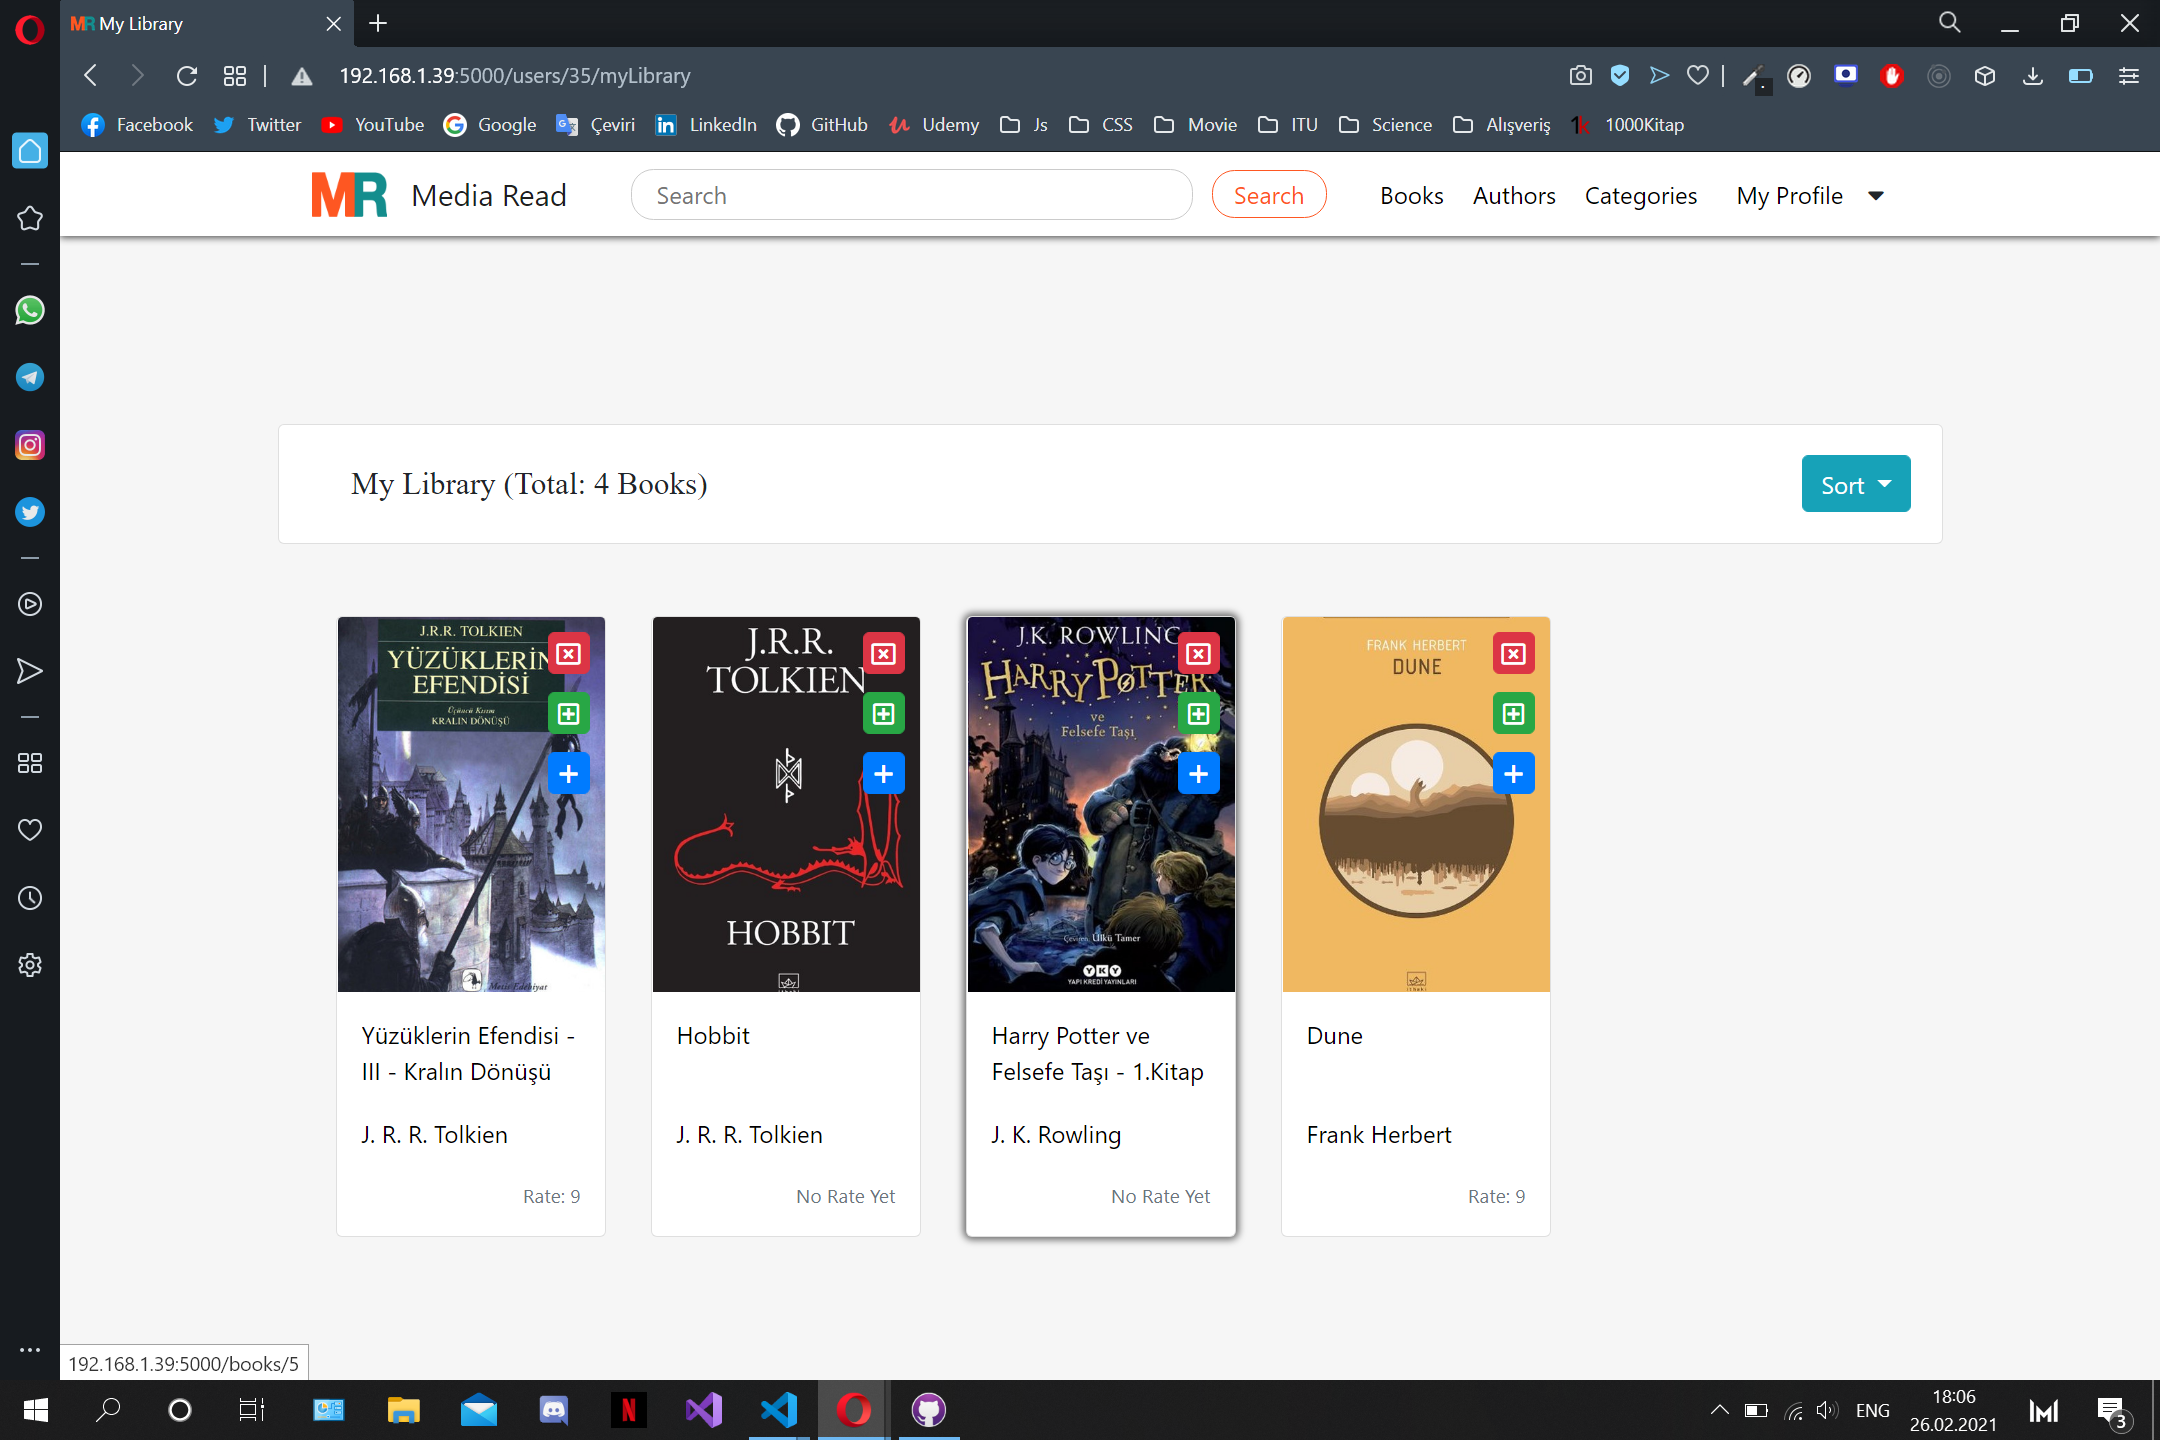 MR My Library
192.168.1.39:5000/users/35/myLibrary
Facebook Twitter YouTube Google Çeviri LinkedIn GitHub Udemy Js CSS Movie ITU Science Alışveriş 1k 1000Kitap
MR Media Read Search Search Books Authors Categories My Profile
My Library (Total: 4 Books) Sort
J.R.R. TOLKIEN
YÜZÜKLERİN
EFENDİSİ
Üçüncü Kısım
KRALIN DÖNÜŞÜ
Metis Edebiyat
J.R.R.
TOLKIEN
HOBBIT
J.K. ROWLING
HARRY POTTER
ve
Felsefe Taşı
Çeviren: Ülkü Tamer
YKY
YAPI KREDİ YAYINLARI
FRANK HERBERT
DUNE
Yüzüklerin Efendisi -
III - Kralın Dönüşü
J. R. R. Tolkien
Rate: 9
Hobbit
J. R. R. Tolkien
No Rate Yet
Harry Potter ve
Felsefe Taşı - 1.Kitap
J. K. Rowling
No Rate Yet
Dune
Frank Herbert
Rate: 9
192.168.1.39:5000/books/5
ENG
18:06
26.02.2021
3